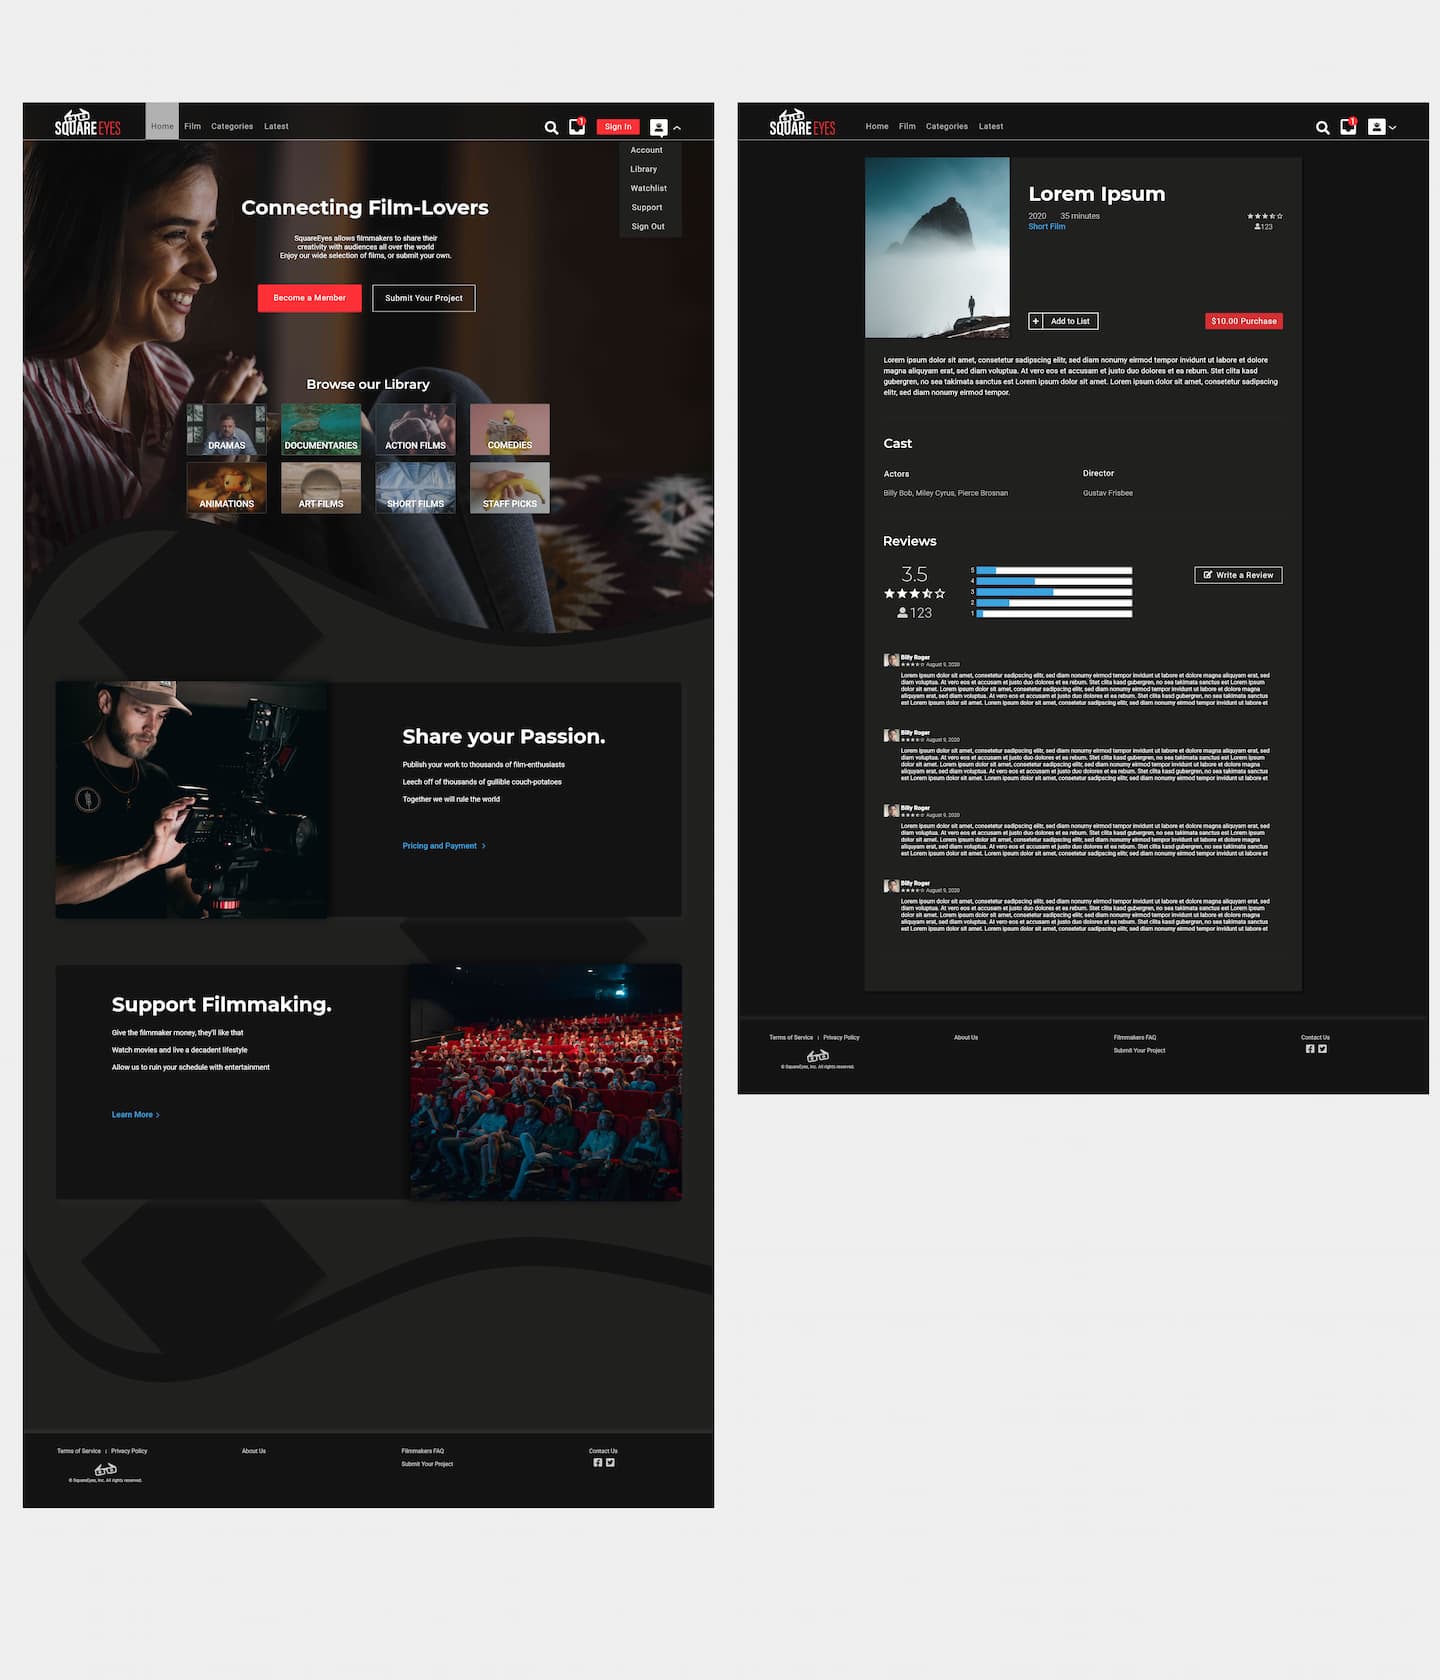 SQUARE EYES
Home Film Categories Latest
1
Sign In
Account
Library
Watchlist
Support
Sign Out
Connecting Film-Lovers
SquareEyes allows filmmakers to share their
creativity with audiences all over the world
Enjoy our wide selection of films, or submit your own.
Become a Member
Submit Your Project
Browse our Library
DRAMAS
DOCUMENTARIES
ACTION FILMS
COMEDIES
ANIMATIONS
ART FILMS
SHORT FILMS
STAFF PICKS
Share your Passion.
Publish your work to thousands of film-enthusiasts
Leech off of thousands of gullible couch-potatoes
Together we will rule the world
Pricing and Payment >
Support Filmmaking.
Give the filmmaker money, they'll like that
Watch movies and live a decadent lifestyle
Allow us to ruin your schedule with entertainment
Learn More >
Terms of Service | Privacy Policy
About Us
Filmmakers FAQ
Submit Your Project
Contact Us
© SquareEyes, Inc. All rights reserved.
SQUARE EYES
Home Film Categories Latest
1
Lorem Ipsum
2020 35 minutes
Short Film
123
+ Add to List
$10.00 Purchase
Lorem ipsum dolor sit amet, consetetur sadipscing elitr, sed diam nonumy eirmod tempor invidunt ut labore et dolore
magna aliquyam erat, sed diam voluptua. At vero eos et accusam et justo duo dolores et ea rebum. Stet clita kasd
gubergren, no sea takimata sanctus est Lorem ipsum dolor sit amet. Lorem ipsum dolor sit amet, consetetur sadipscing
elitr, sed diam nonumy eirmod tempor.
Cast
Actors
Director
Billy Bob, Miley Cyrus, Pierce Brosnan
Gustav Frisbee
Reviews
3.5
123
5
4
3
2
1
Write a Review
Billy Roger
August 9, 2020
Lorem ipsum dolor sit amet, consetetur sadipscing elitr, sed diam nonumy eirmod tempor invidunt ut labore et dolore magna aliquyam erat, sed
diam voluptua. At vero eos et accusam et justo duo dolores et ea rebum. Stet clita kasd gubergren, no sea takimata sanctus est Lorem ipsum
dolor sit amet. Lorem ipsum dolor sit amet, consetetur sadipscing elitr, sed diam nonumy eirmod tempor invidunt ut labore et dolore magna
aliquyam erat, sed diam voluptua. At vero eos et accusam et justo duo dolores et ea rebum. Stet clita kasd gubergren, no sea takimata sanctus
est Lorem ipsum dolor sit amet. Lorem ipsum dolor sit amet, consetetur sadipscing elitr, sed diam nonumy eirmod tempor invidunt ut labore et
Billy Roger
August 9, 2020
Lorem ipsum dolor sit amet, consetetur sadipscing elitr, sed diam nonumy eirmod tempor invidunt ut labore et dolore magna aliquyam erat, sed
diam voluptua. At vero eos et accusam et justo duo dolores et ea rebum. Stet clita kasd gubergren, no sea takimata sanctus est Lorem ipsum
dolor sit amet. Lorem ipsum dolor sit amet, consetetur sadipscing elitr, sed diam nonumy eirmod tempor invidunt ut labore et dolore magna
aliquyam erat, sed diam voluptua. At vero eos et accusam et justo duo dolores et ea rebum. Stet clita kasd gubergren, no sea takimata sanctus
est Lorem ipsum dolor sit amet. Lorem ipsum dolor sit amet, consetetur sadipscing elitr, sed diam nonumy eirmod tempor invidunt ut labore et
Billy Roger
August 9, 2020
Lorem ipsum dolor sit amet, consetetur sadipscing elitr, sed diam nonumy eirmod tempor invidunt ut labore et dolore magna aliquyam erat, sed
diam voluptua. At vero eos et accusam et justo duo dolores et ea rebum. Stet clita kasd gubergren, no sea takimata sanctus est Lorem ipsum
dolor sit amet. Lorem ipsum dolor sit amet, consetetur sadipscing elitr, sed diam nonumy eirmod tempor invidunt ut labore et dolore magna
aliquyam erat, sed diam voluptua. At vero eos et accusam et justo duo dolores et ea rebum. Stet clita kasd gubergren, no sea takimata sanctus
est Lorem ipsum dolor sit amet. Lorem ipsum dolor sit amet, consetetur sadipscing elitr, sed diam nonumy eirmod tempor invidunt ut labore et
Billy Roger
August 9, 2020
Lorem ipsum dolor sit amet, consetetur sadipscing elitr, sed diam nonumy eirmod tempor invidunt ut labore et dolore magna aliquyam erat, sed
diam voluptua. At vero eos et accusam et justo duo dolores et ea rebum. Stet clita kasd gubergren, no sea takimata sanctus est Lorem ipsum
dolor sit amet. Lorem ipsum dolor sit amet, consetetur sadipscing elitr, sed diam nonumy eirmod tempor invidunt ut labore et dolore magna
aliquyam erat, sed diam voluptua. At vero eos et accusam et justo duo dolores et ea rebum. Stet clita kasd gubergren, no sea takimata sanctus
est Lorem ipsum dolor sit amet. Lorem ipsum dolor sit amet, consetetur sadipscing elitr, sed diam nonumy eirmod tempor invidunt ut labore et
Terms of Service | Privacy Policy
About Us
Filmmakers FAQ
Submit Your Project
Contact Us
© SquareEyes, Inc. All rights reserved.